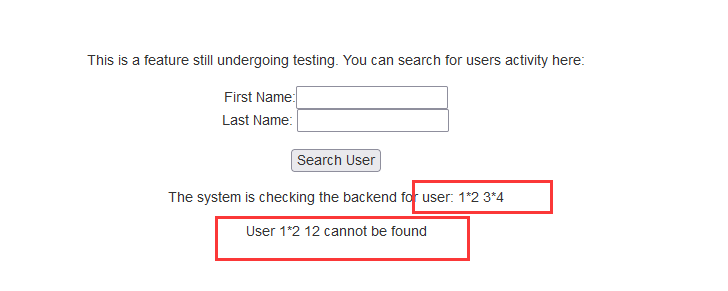 This is a feature still undergoing testing. You can search for users activity here:
First Name:
Last Name:
Search User
The system is checking the backend for user: 1*2 3*4
User 1*2 12 cannot be found